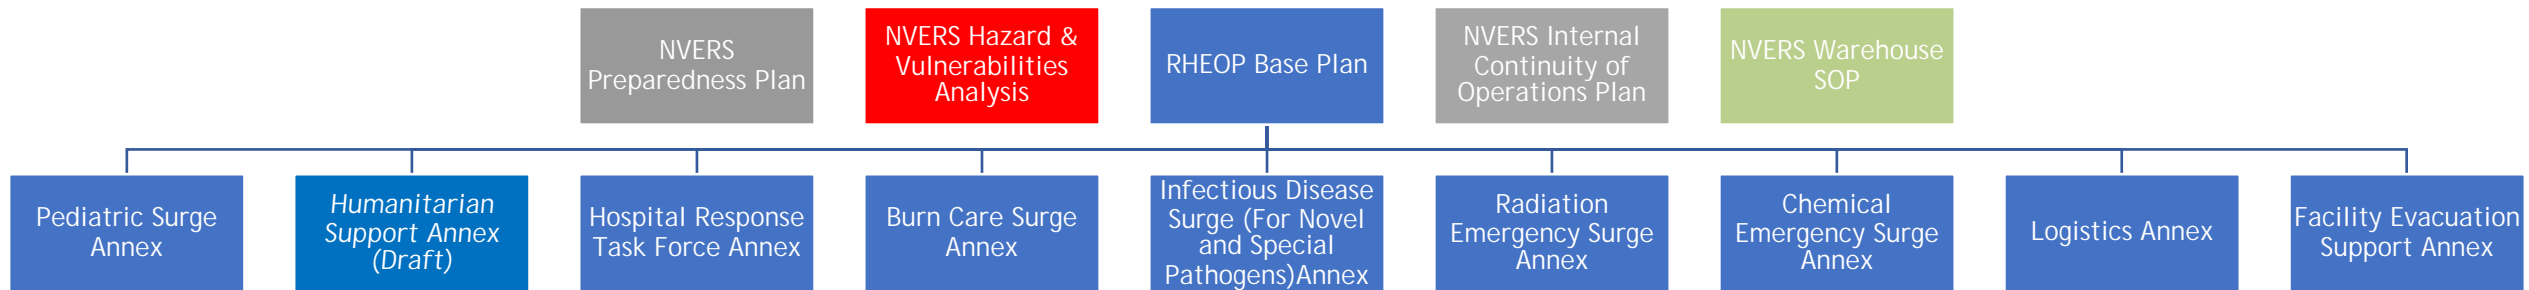 NVERS
Preparedness Plan
NVERS Hazard &
Vulnerabilities
Analysis
RHEOP Base Plan
NVERS Internal
Continuity of
Operations Plan
NVERS Warehouse
SOP
Pediatric Surge
Annex
Humanitarian
Support Annex
(Draft)
Hospital Response
Task Force Annex
Burn Care Surge
Annex
Infectious Disease
Surge (For Novel
and Special
Pathogens)Annex
Radiation
Emergency Surge
Annex
Chemical
Emergency Surge
Annex
Logistics Annex
Facility Evacuation
Support Annex